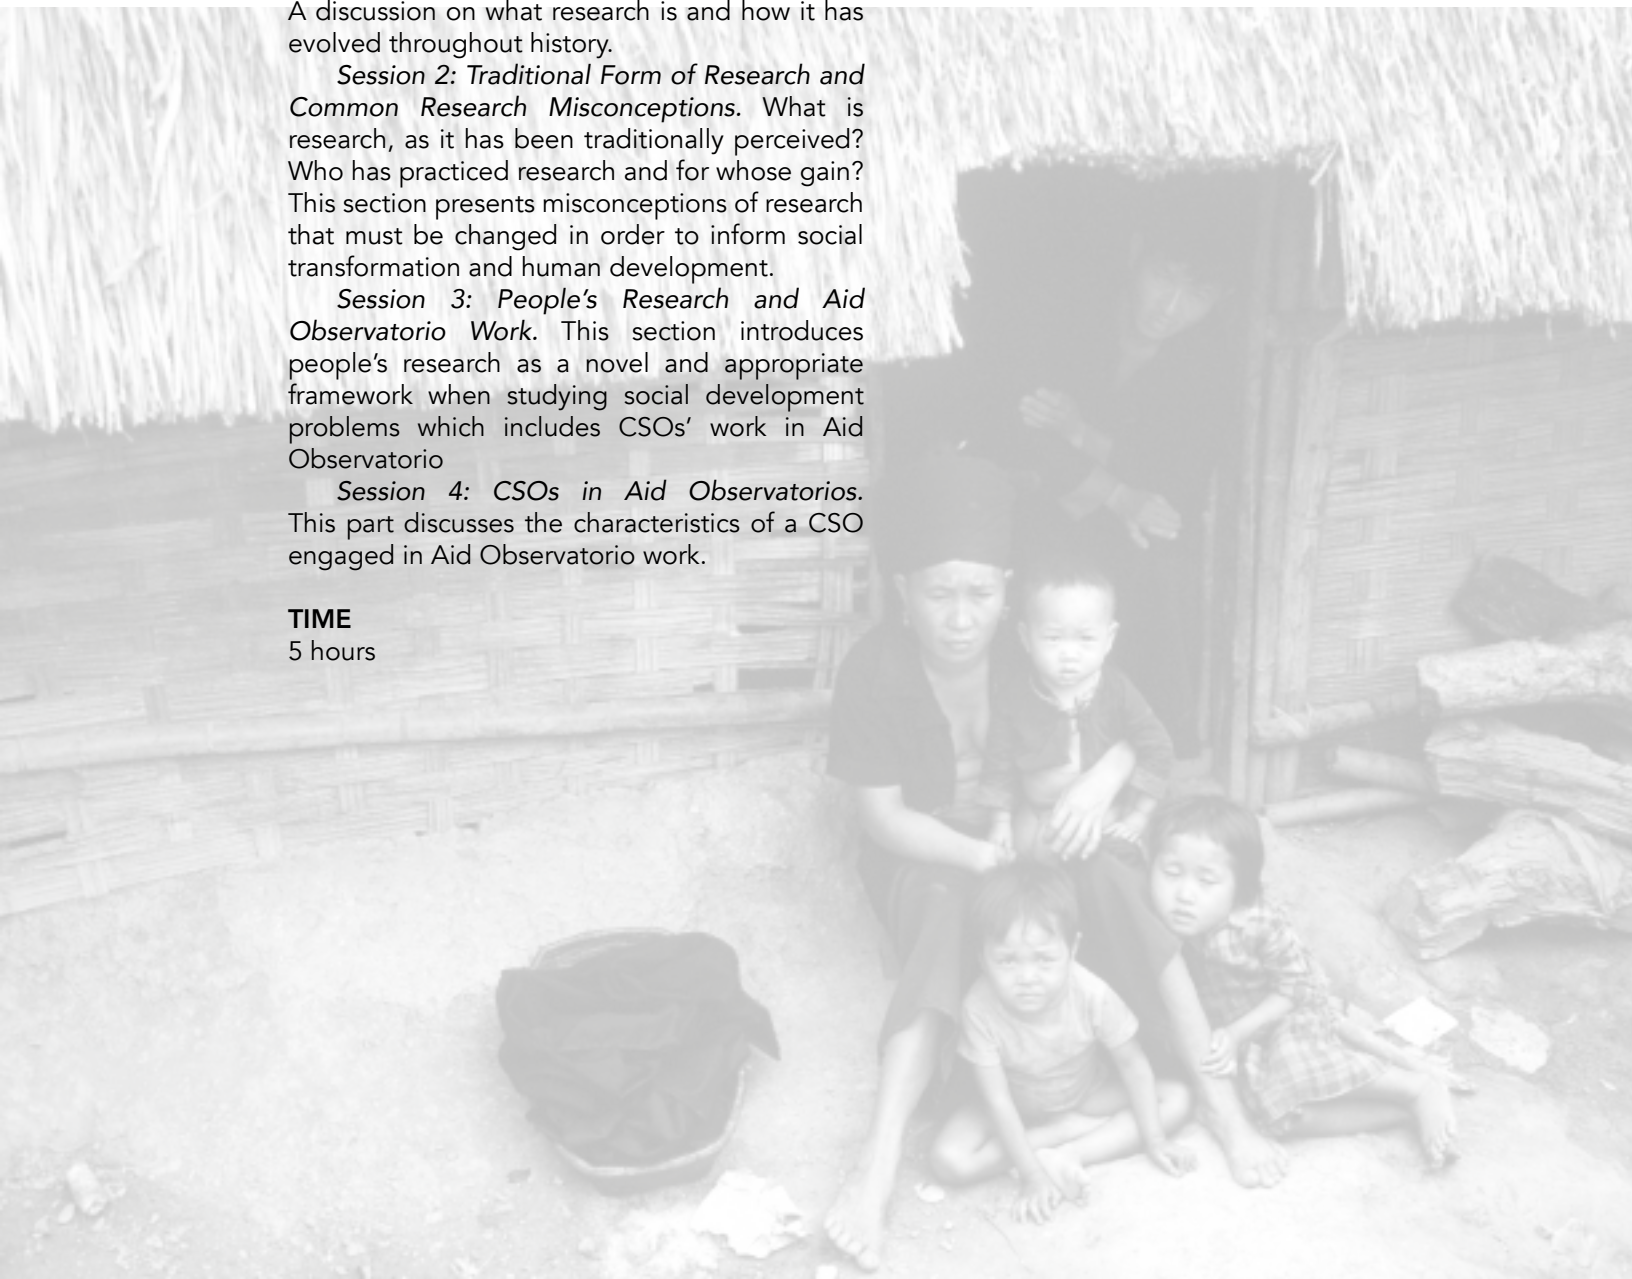 A discussion on what research is and how it has
evolved throughout history.
Session 2: Traditional Form of Research and
Common Research Misconceptions. What is
research, as it has been traditionally perceived?
Who has practiced research and for whose gain?
This section presents misconceptions of research
that must be changed in order to inform social
transformation and human development.
Session 3: People’s Research and Aid
Observatorio Work. This section introduces
people’s research as a novel and appropriate
framework when studying social development
problems which includes CSOs’ work in Aid
Observatorio
Session 4: CSOs in Aid Observatorios.
This part discusses the characteristics of a CSO
engaged in Aid Observatorio work.
TIME
5 hours